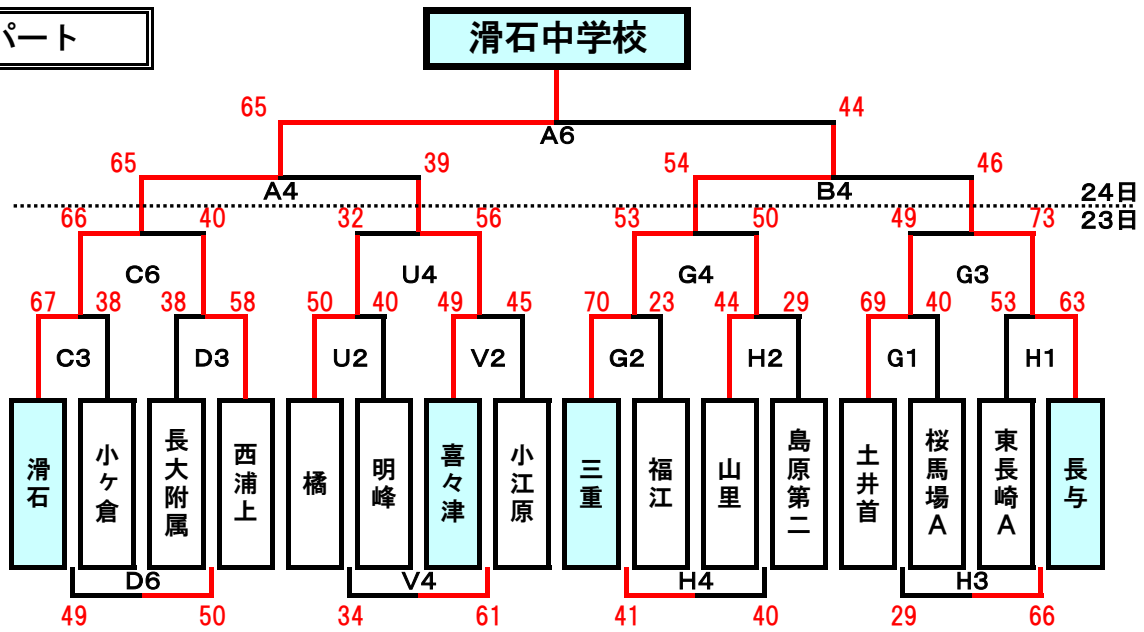 パート
滑石中学校
65 44
A6
65 39 54 46
A4 B4
24日
23日
66 40 32 56 53 50 49 73
C6 U4 G4 G3
67 38 38 58 50 40 49 45 70 23 44 29 69 40 53 63
C3 D3 U2 V2 G2 H2 G1 H1
滑石
小ヶ倉
長大附属
西浦上
橘
明峰
喜々津
小江原
三重
福江
山里
島原第二
土井首
桜馬場A
東長崎A
長与
D6 V4 H4 H3
49 50 34 61 41 40 29 66